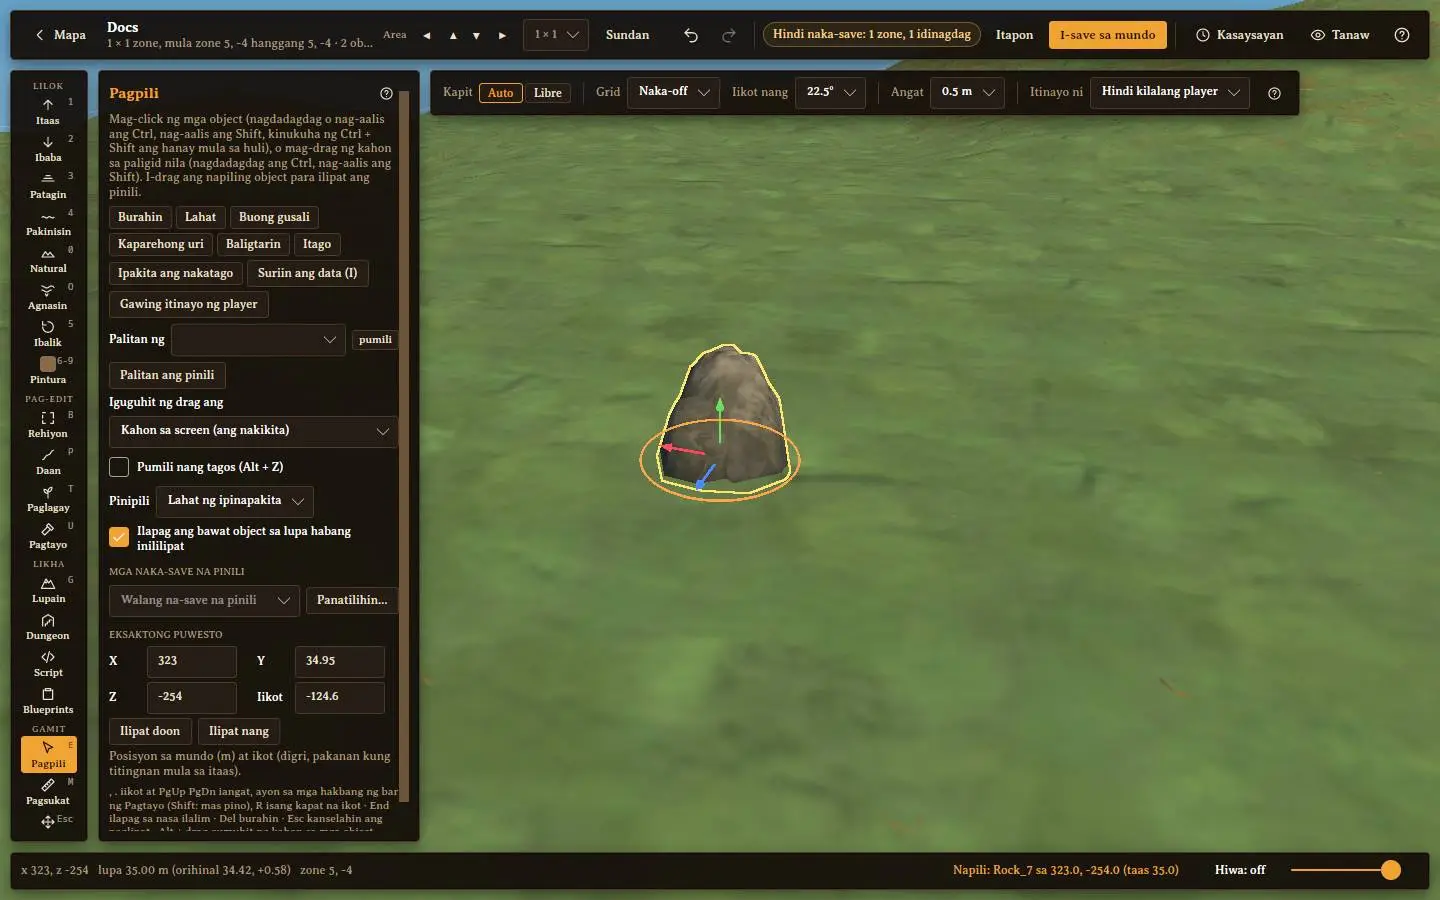 Mapa
Docs
1 × 1 zone, mula zone 5, -4 hanggang 5, -4 · 2 ob...
Area
1 × 1
Sundan
Hindi naka-save: 1 zone, 1 idinagdag
Itapon
I-save sa mundo
Kasaysayan
Tanaw
LILOK
1
Itaas
2
Ibaba
3
Patagin
4
Pakinisin
0
Natural
O
Agnasin
5
Ibalik
6-9
Pintura
PAG-EDIT
B
Rehiyon
P
Daan
T
Paglagay
U
Pagtayo
LIKHA
G
Lupain
Dungeon
Script
Blueprints
GAMIT
E
Pagpili
M
Pagsukat
Esc
Pagpili
Mag-click ng mga object (nagdadagdag o nag-aalis
ang Ctrl, nag-aalis ang Shift, kinukuha ng Ctrl +
Shift ang hanay mula sa huli), o mag-drag ng kahon
sa paligid nila (nagdadagdag ang Ctrl, nag-aalis ang
Shift). I-drag ang napiling object para ilipat ang
pinili.
Burahin
Lahat
Buong gusali
Kaparehong uri
Baligtarin
Itago
Ipakita ang nakatago
Suriin ang data (I)
Gawing itinayo ng player
Palitan ng
pumili
Palitan ang pinili
Iguguhit ng drag ang
Kahon sa screen (ang nakikita)
Pumili nang tagos (Alt + Z)
Pinipili
Lahat ng ipinapakita
Ilapag ang bawat object sa lupa habang
inililipat
MGA NAKA-SAVE NA PINILI
Walang na-save na pinili
Panatilihin...
EKSAKTONG PUWESTO
X
323
Y
34.95
Z
-254
Iikot
-124.6
Ilipat doon
Ilipat nang
Posisyon sa mundo (m) at ikot (digri, pakanan kung
titingnan mula sa itaas).
, . iikot at PgUp PgDn iangat, ayon sa mga hakbang ng bar
ng Pagtayo (Shift: mas pino), R isang kapat na ikot · End
ilapag sa nasa ilalim · Del burahin · Esc kanselahin ang
Kapit
Auto
Libre
Grid
Naka-off
Iikot nang
22.5°
Angat
0.5 m
Itinayo ni
Hindi kilalang player
x 323, z -254
lupa 35.00 m (orihinal 34.42, +0.58)
zone 5, -4
Napili: Rock_7 sa 323.0, -254.0 (taas 35.0)
Hiwa: off